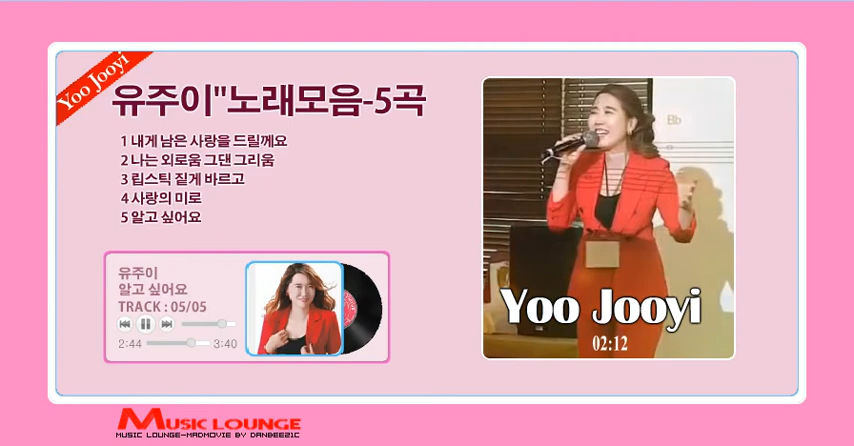 Yoo Jooyi
유주이"노래모음-5곡
1 내게 남은 사랑을 드릴께요
2 나는 외로움 그댄 그리움
3 립스틱 짙게 바르고
4 사랑의 미로
5 알고 싶어요
유주이
알고 싶어요
TRACK : 05/05
2:44 3:40
Bb
Yoo Jooyi
02:12
MUSIC LOUNGE
MUSIC LOUNGE-MADMOVIE BY DANBEE21C